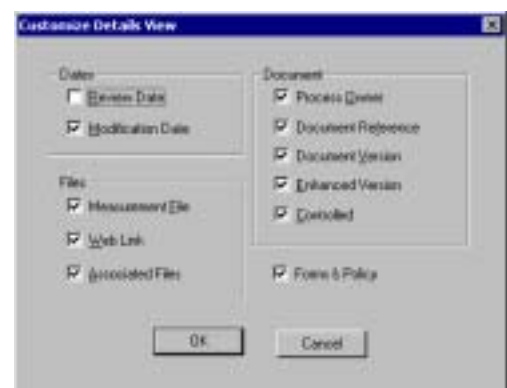 Customize Details View
Dates
Review Date
Modification Date
Files
Measurement File
Web Link
Associated Files
Document
Process Owner
Document Reference
Document Version
Enhanced Version
Controlled
Forms & Policy
OK
Cancel